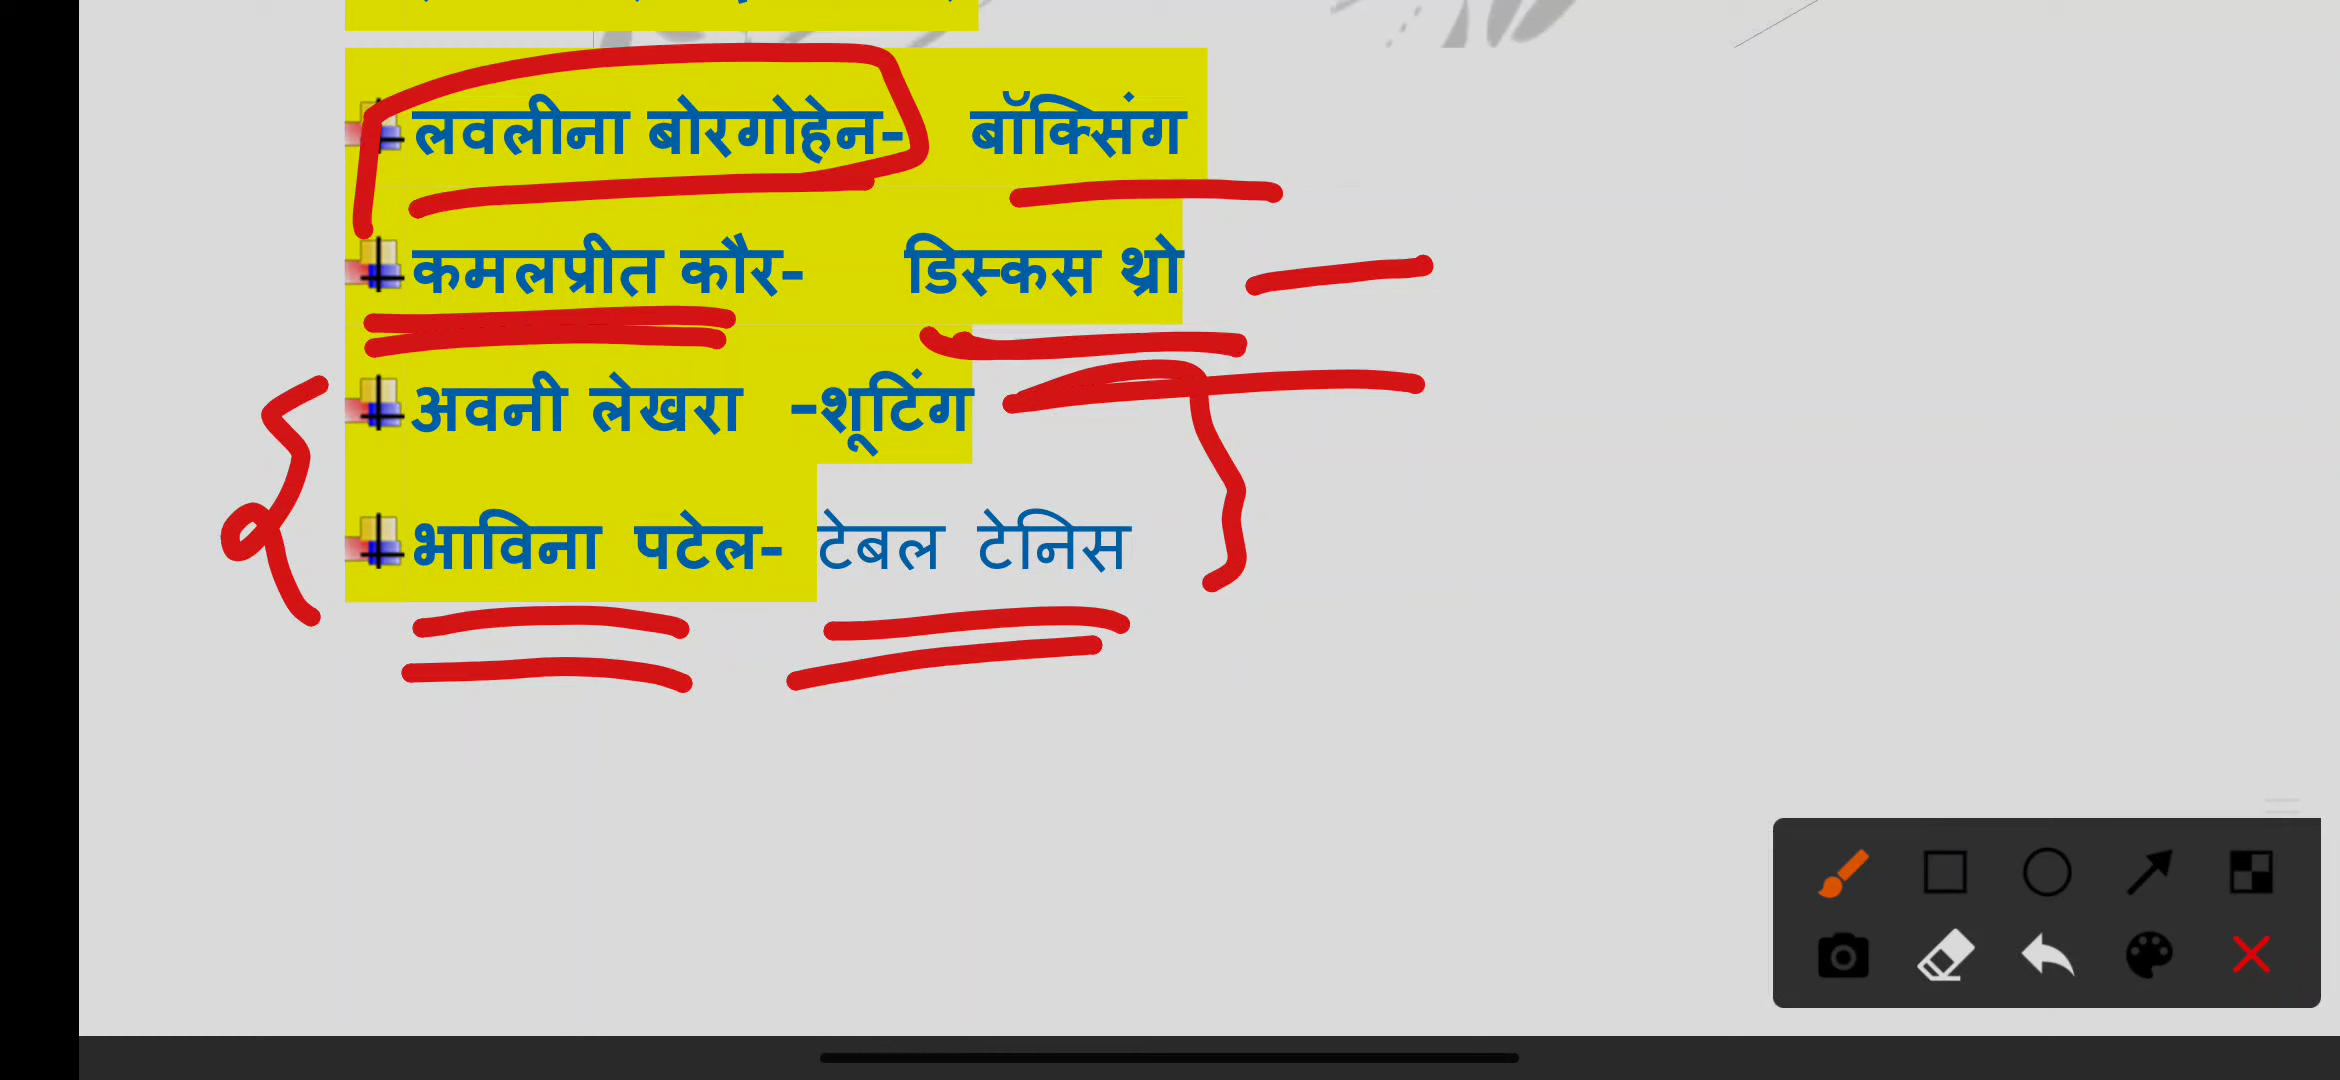 लवलीना बोरगोहेन- बॉक्सिंग
कमलप्रीत कौर- डिस्कस थ्रो
अवनी लेखरा -शूटिंग
भाविना पटेल- टेबल टेनिस